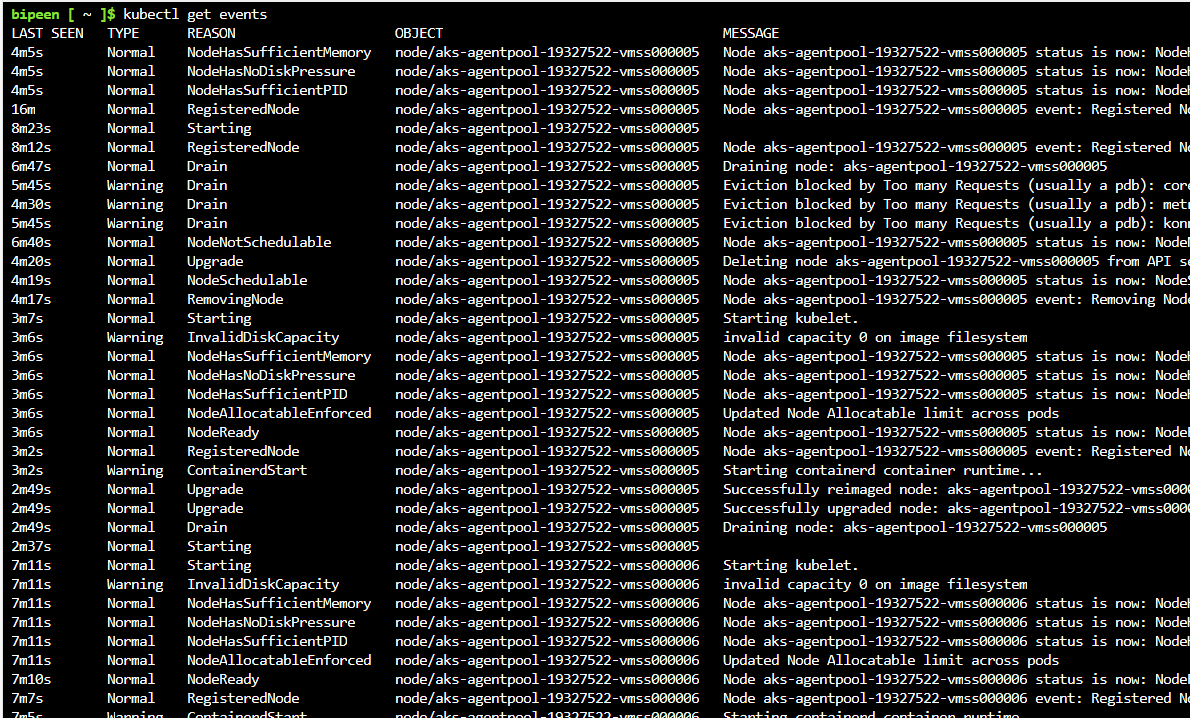 bipeen [ ~ ]$ kubectl get events
LAST SEEN TYPE REASON OBJECT MESSAGE
4m5s Normal NodeHasSufficientMemory node/aks-agentpool-19327522-vmss000005 Node aks-agentpool-19327522-vmss000005 status is now: Node
4m5s Normal NodeHasNoDiskPressure node/aks-agentpool-19327522-vmss000005 Node aks-agentpool-19327522-vmss000005 status is now: Node
4m5s Normal NodeHasSufficientPID node/aks-agentpool-19327522-vmss000005 Node aks-agentpool-19327522-vmss000005 status is now: Node
16m Normal RegisteredNode node/aks-agentpool-19327522-vmss000005 Node aks-agentpool-19327522-vmss000005 event: Registered No
8m23s Normal Starting node/aks-agentpool-19327522-vmss000005
8m12s Normal RegisteredNode node/aks-agentpool-19327522-vmss000005 Node aks-agentpool-19327522-vmss000005 event: Registered No
6m47s Normal Drain node/aks-agentpool-19327522-vmss000005 Draining node: aks-agentpool-19327522-vmss000005
5m45s Warning Drain node/aks-agentpool-19327522-vmss000005 Eviction blocked by Too many Requests (usually a pdb): core
4m30s Warning Drain node/aks-agentpool-19327522-vmss000005 Eviction blocked by Too many Requests (usually a pdb): metr
5m45s Warning Drain node/aks-agentpool-19327522-vmss000005 Eviction blocked by Too many Requests (usually a pdb): konn
6m40s Normal NodeNotSchedulable node/aks-agentpool-19327522-vmss000005 Node aks-agentpool-19327522-vmss000005 status is now: Node
4m20s Normal Upgrade node/aks-agentpool-19327522-vmss000005 Deleting node aks-agentpool-19327522-vmss000005 from API se
4m19s Normal NodeSchedulable node/aks-agentpool-19327522-vmss000005 Node aks-agentpool-19327522-vmss000005 status is now: NodeS
4m17s Normal RemovingNode node/aks-agentpool-19327522-vmss000005 Node aks-agentpool-19327522-vmss000005 event: Removing Node
3m7s Normal Starting node/aks-agentpool-19327522-vmss000005 Starting kubelet.
3m6s Warning InvalidDiskCapacity node/aks-agentpool-19327522-vmss000005 invalid capacity 0 on image filesystem
3m6s Normal NodeHasSufficientMemory node/aks-agentpool-19327522-vmss000005 Node aks-agentpool-19327522-vmss000005 status is now: Node
3m6s Normal NodeHasNoDiskPressure node/aks-agentpool-19327522-vmss000005 Node aks-agentpool-19327522-vmss000005 status is now: Node
3m6s Normal NodeHasSufficientPID node/aks-agentpool-19327522-vmss000005 Node aks-agentpool-19327522-vmss000005 status is now: Node
3m6s Normal NodeAllocatableEnforced node/aks-agentpool-19327522-vmss000005 Updated Node Allocatable limit across pods
3m6s Normal NodeReady node/aks-agentpool-19327522-vmss000005 Node aks-agentpool-19327522-vmss000005 status is now: Node
3m2s Normal RegisteredNode node/aks-agentpool-19327522-vmss000005 Node aks-agentpool-19327522-vmss000005 event: Registered No
3m2s Warning ContainerdStart node/aks-agentpool-19327522-vmss000005 Starting containerd container runtime...
2m49s Normal Upgrade node/aks-agentpool-19327522-vmss000005 Successfully reimaged node: aks-agentpool-19327522-vmss000
2m49s Normal Upgrade node/aks-agentpool-19327522-vmss000005 Successfully upgraded node: aks-agentpool-19327522-vmss000
2m49s Normal Drain node/aks-agentpool-19327522-vmss000005 Draining node: aks-agentpool-19327522-vmss000005
2m37s Normal Starting node/aks-agentpool-19327522-vmss000005
7m11s Normal Starting node/aks-agentpool-19327522-vmss000006 Starting kubelet.
7m11s Warning InvalidDiskCapacity node/aks-agentpool-19327522-vmss000006 invalid capacity 0 on image filesystem
7m11s Normal NodeHasSufficientMemory node/aks-agentpool-19327522-vmss000006 Node aks-agentpool-19327522-vmss000006 status is now: Node
7m11s Normal NodeHasNoDiskPressure node/aks-agentpool-19327522-vmss000006 Node aks-agentpool-19327522-vmss000006 status is now: Node
7m11s Normal NodeHasSufficientPID node/aks-agentpool-19327522-vmss000006 Node aks-agentpool-19327522-vmss000006 status is now: Node
7m11s Normal NodeAllocatableEnforced node/aks-agentpool-19327522-vmss000006 Updated Node Allocatable limit across pods
7m10s Normal NodeReady node/aks-agentpool-19327522-vmss000006 Node aks-agentpool-19327522-vmss000006 status is now: Node
7m7s Normal RegisteredNode node/aks-agentpool-19327522-vmss000006 Node aks-agentpool-19327522-vmss000006 event: Registered No
7m5s Warning ContainerdStart node/aks-agentpool-19327522-vmss000006 Starting containerd container runtime